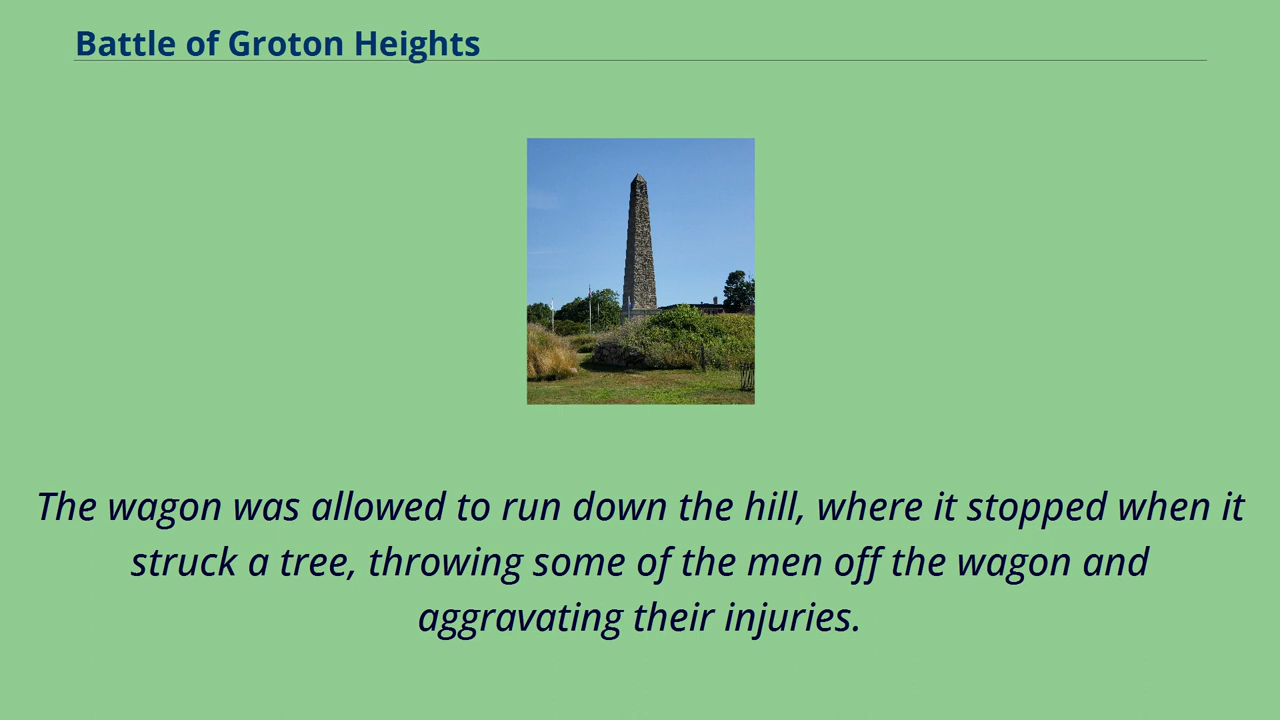 Battle of Groton Heights
The wagon was allowed to run down the hill, where it stopped when it
struck a tree, throwing some of the men off the wagon and
aggravating their injuries.